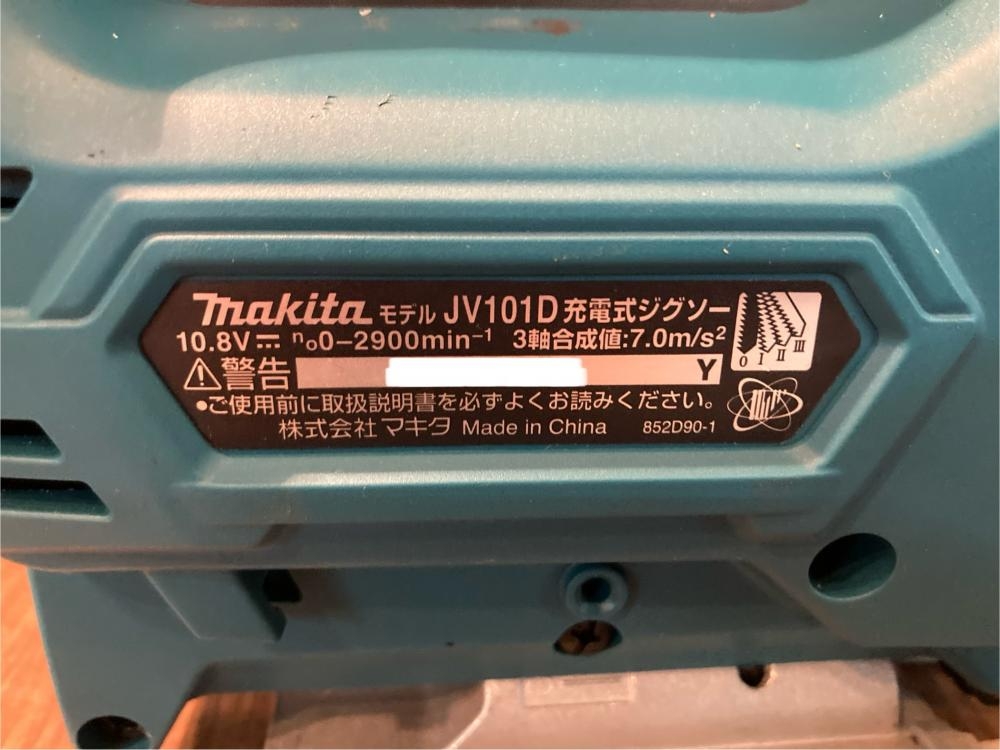 makita モデル JV101D 充電式ジグソー
10.8V⎓ n₀0−2900min⁻¹ 3軸合成値:7.0m/s²
0 I II III
⚠警告 Y
●ご使用前に取扱説明書を必ずよくお読みください。
株式会社 マキタ Made in China 852D90-1